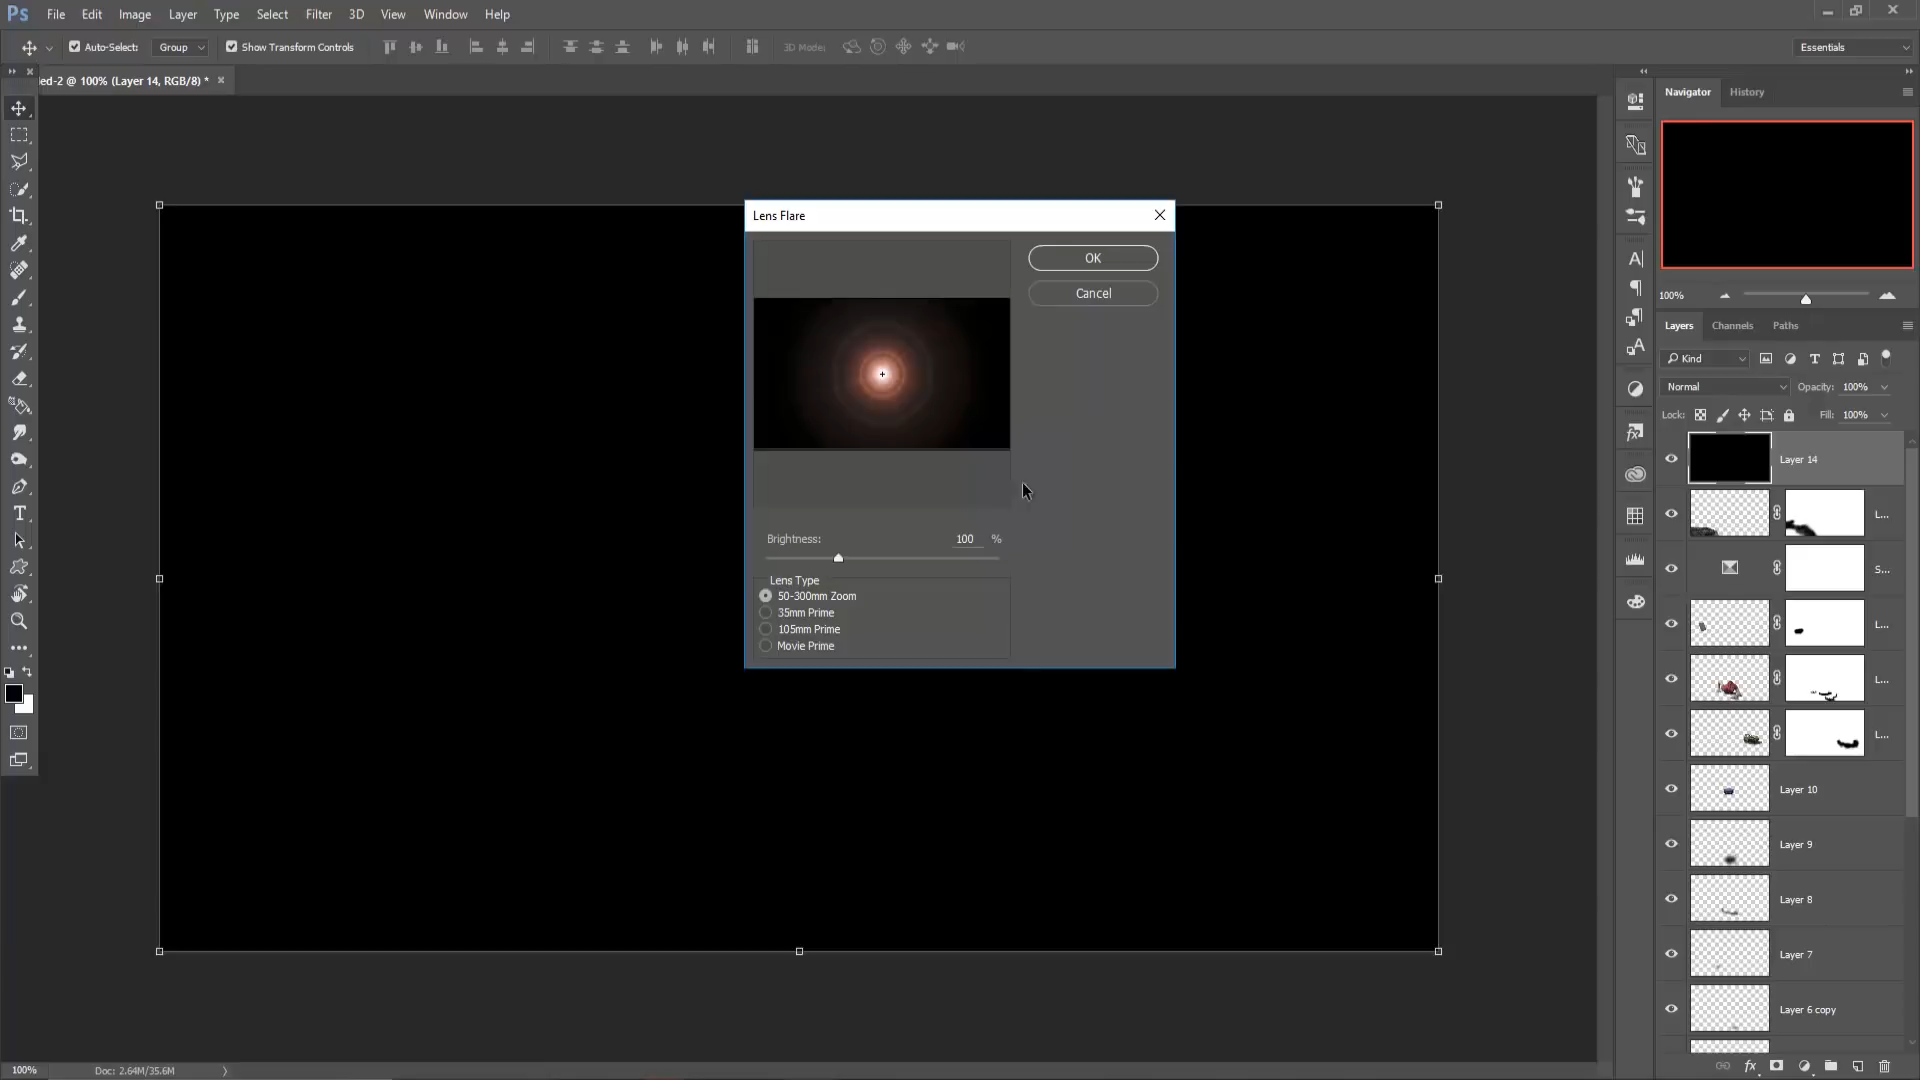 Ps File Edit Image Layer Type Select Filter 3D View Window Help
Auto-Select: Group Show Transform Controls 3D Mode: Essentials
ed-2 @ 100% (Layer 14, RGB/8) *
Navigator History
100%
Layers Channels Paths
Kind
Normal Opacity: 100%
Lock: Fill: 100%
Layer 14
L...
S...
L...
L...
L...
Layer 10
Layer 9
Layer 8
Layer 7
Layer 6 copy
Lens Flare
OK
Cancel
Brightness: 100 %
Lens Type
50-300mm Zoom
35mm Prime
105mm Prime
Movie Prime
100% Doc: 2.64M/35.6M